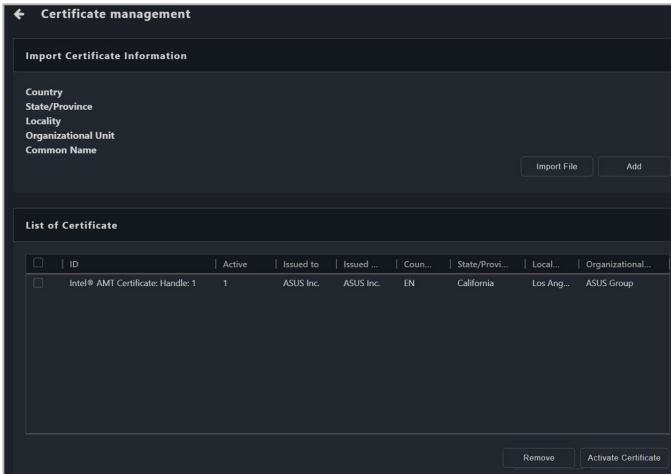 Certificate management
Import Certificate Information
Country
State/Province
Locality
Organizational Unit
Common Name
Import File Add
List of Certificate
ID Active Issued to Issued ... Coun... State/Provi... Local... Organizational...
Intel® AMT Certificate: Handle: 1 1 ASUS Inc. ASUS Inc. EN California Los Ang... ASUS Group
Remove Activate Certificate